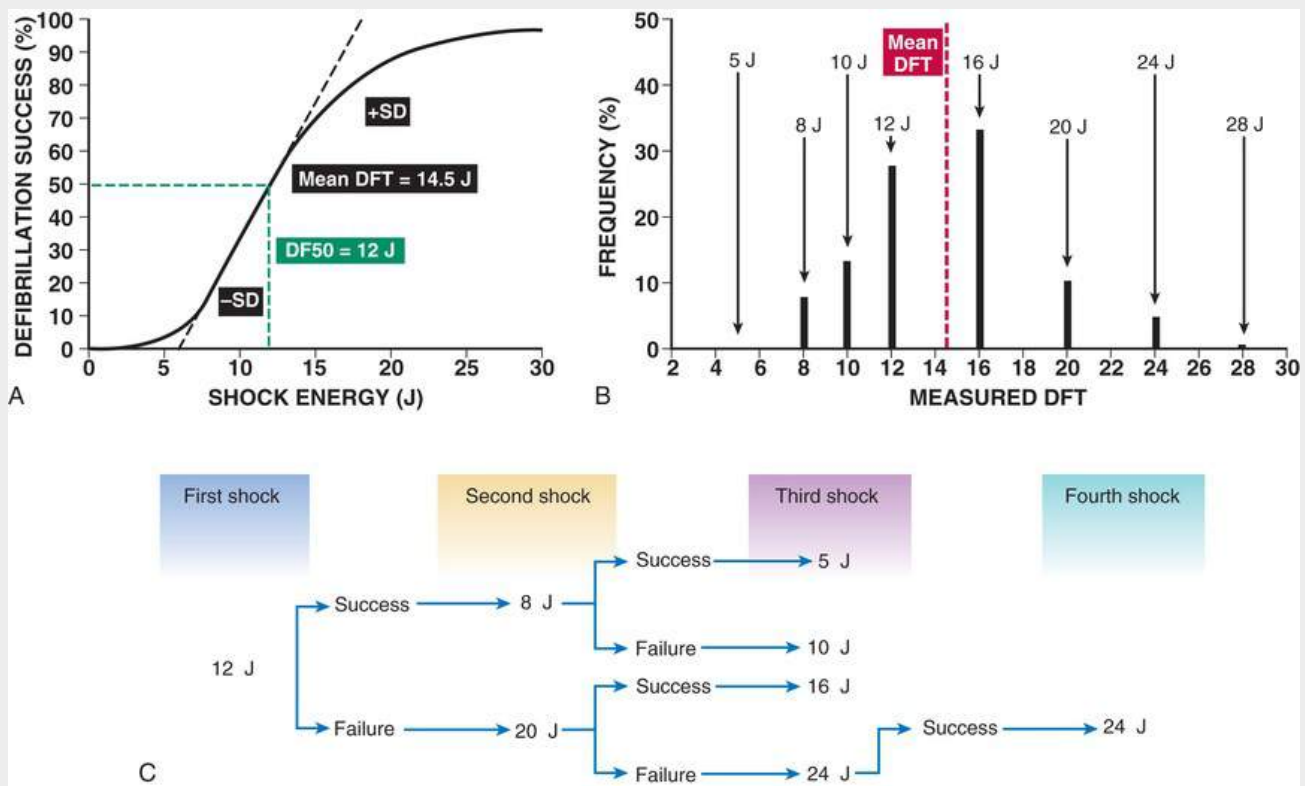 DEFIBRILLATION SUCCESS (%)
100
90
80
70
60
50
40
30
20
10
0
+SD
Mean DFT = 14.5 J
DF50 = 12 J
–SD
0 5 10 15 20 25 30
SHOCK ENERGY (J)
A
FREQUENCY (%)
50
40
30
20
10
0
Mean
DFT
5 J
10 J
16 J
24 J
8 J
12 J
20 J
28 J
2 4 6 8 10 12 14 16 18 20 22 24 26 28 30
MEASURED DFT
B
First shock
Second shock
Third shock
Fourth shock
Success
5 J
Success
8 J
Failure
10 J
12 J
Success
16 J
Failure
20 J
Success
24 J
Failure
24 J
C